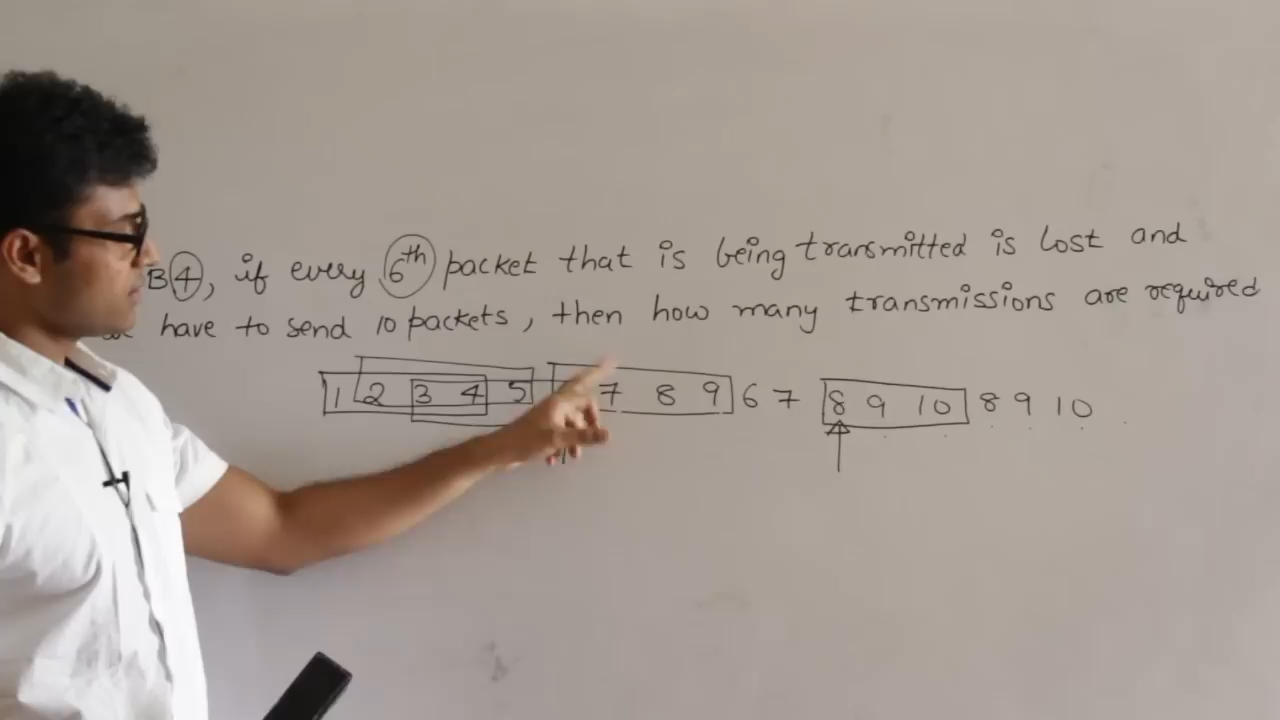 B4, if every 6th packet that is being transmitted is lost and
have to send 10 packets, then how many transmissions are required
1 2 3 4 5 7 8 9 6 7 8 9 10 8 9 10